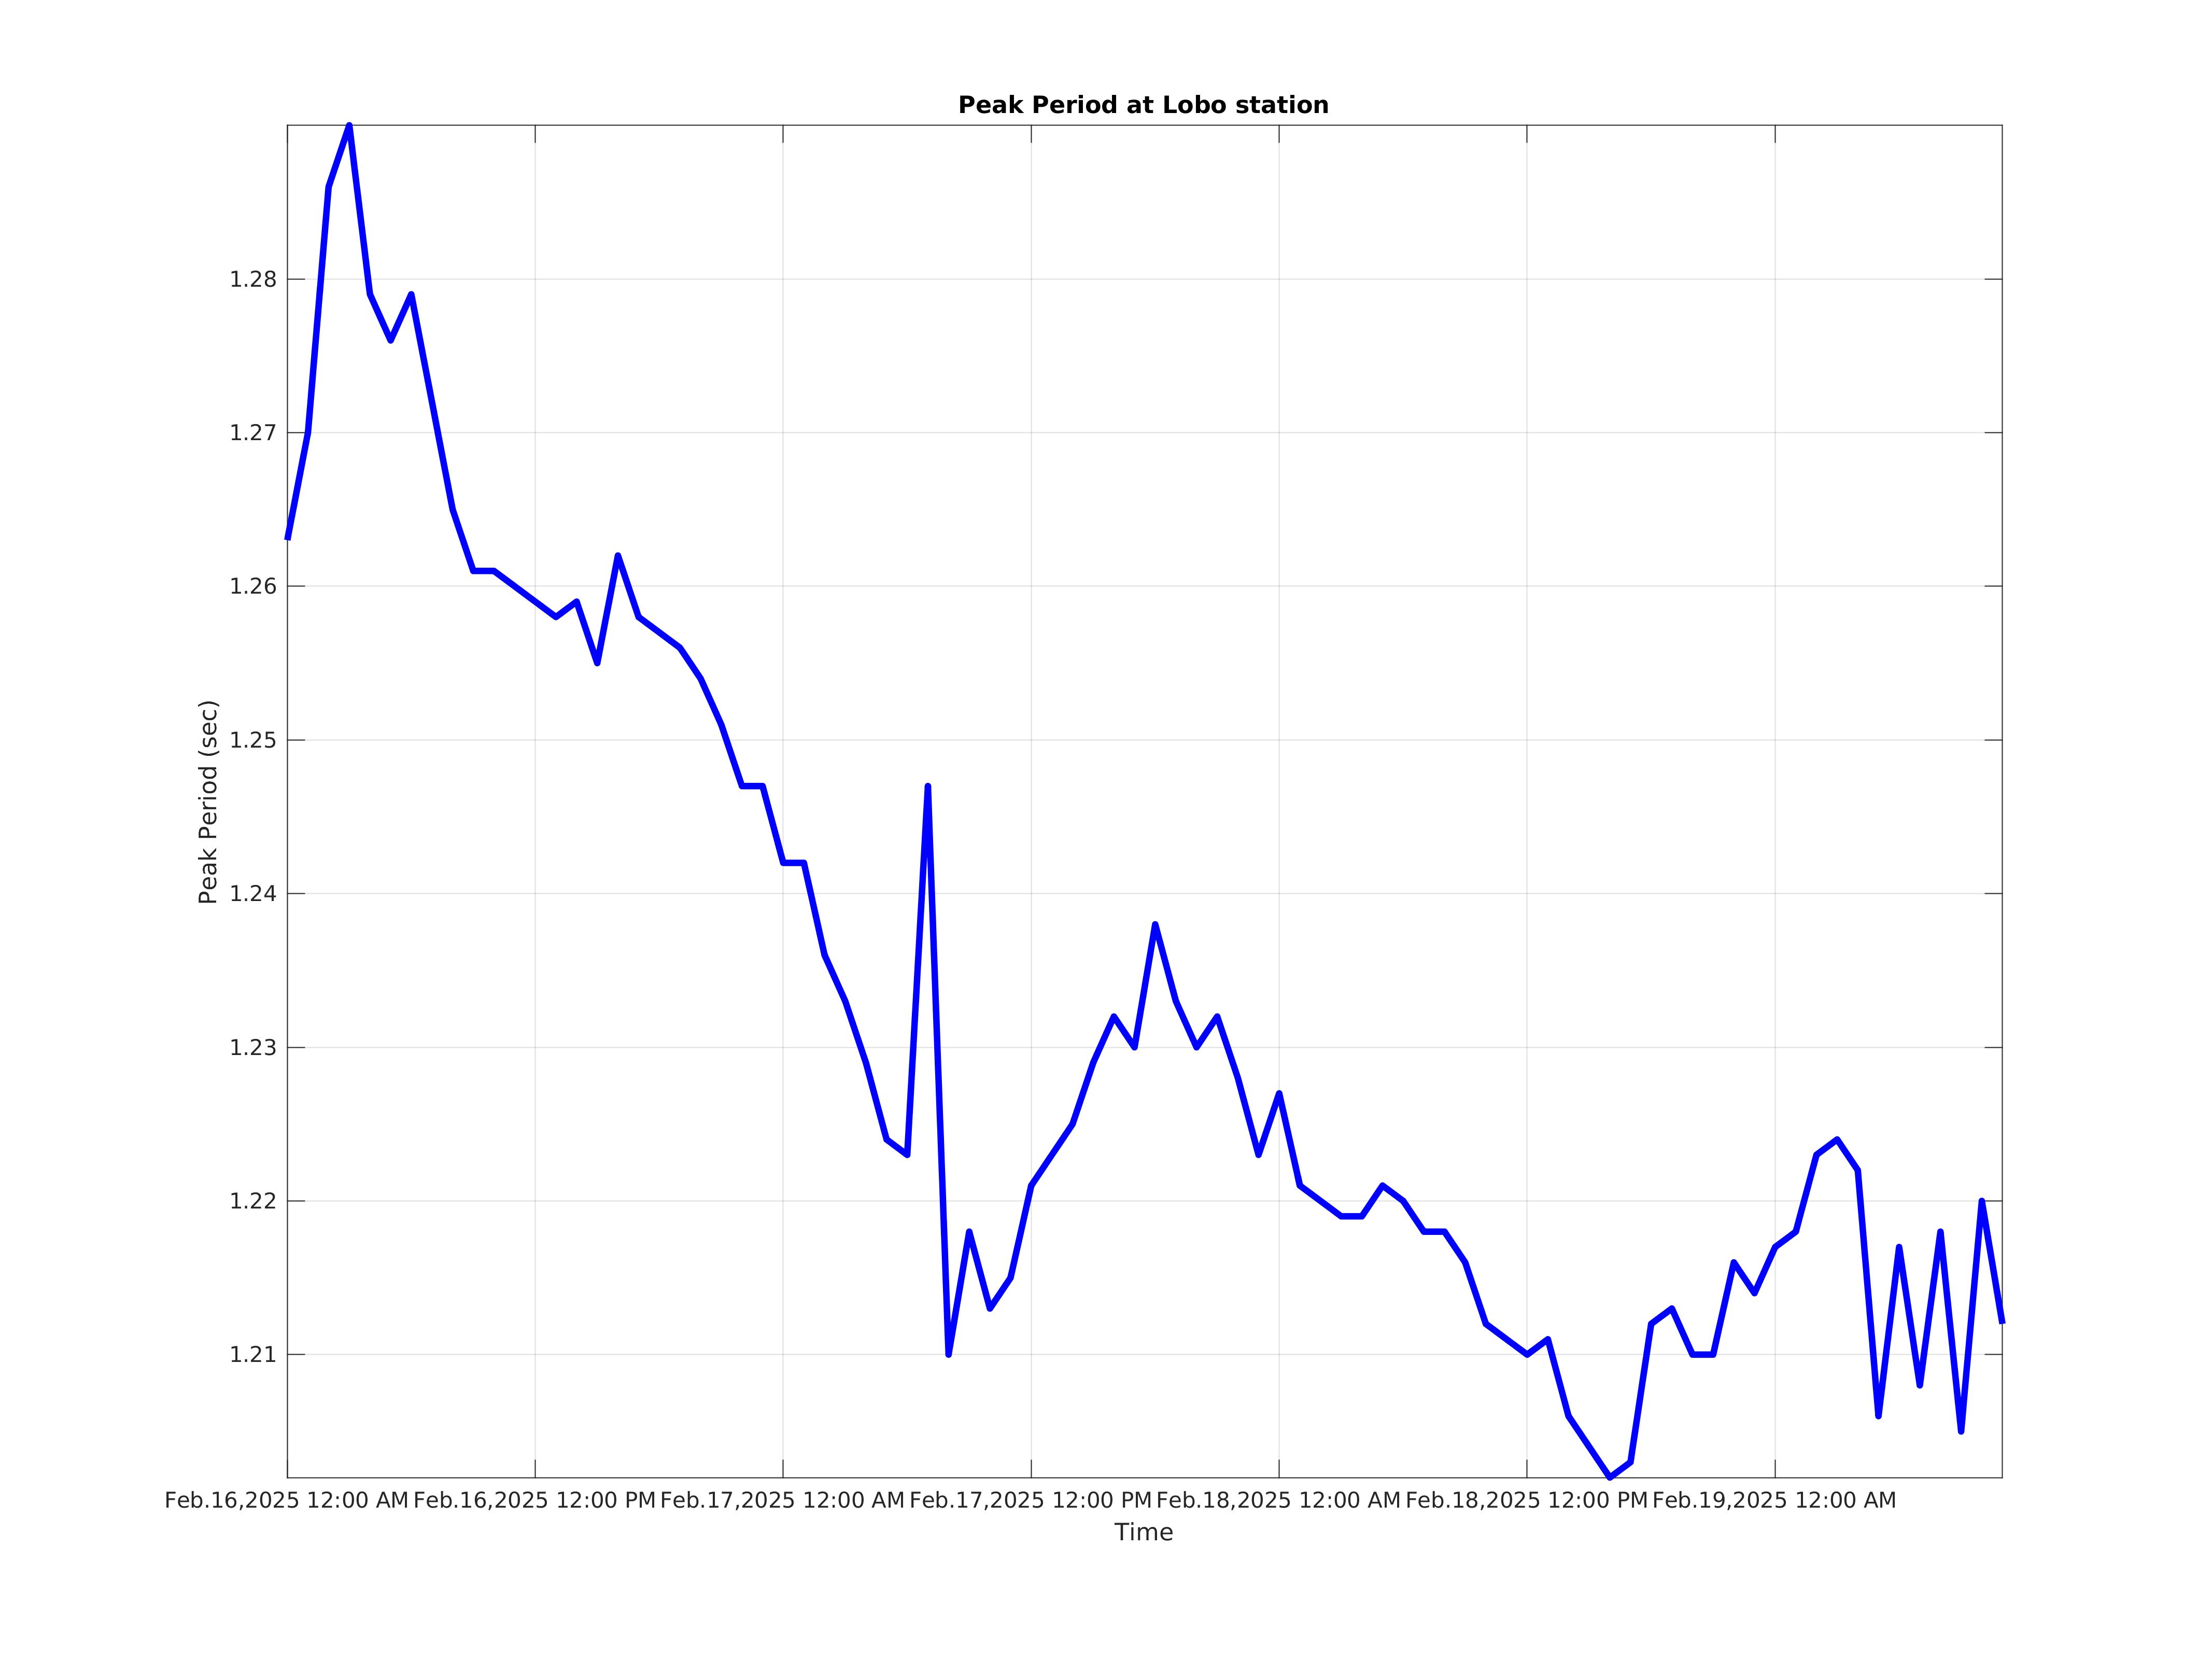 Peak Period at Lobo station
Peak Period (sec)
1.28
1.27
1.26
1.25
1.24
1.23
1.22
1.21
Feb.16,2025 12:00 AM Feb.16,2025 12:00 PM Feb.17,2025 12:00 AM Feb.17,2025 12:00 PM Feb.18,2025 12:00 AM Feb.18,2025 12:00 PM Feb.19,2025 12:00 AM
Time